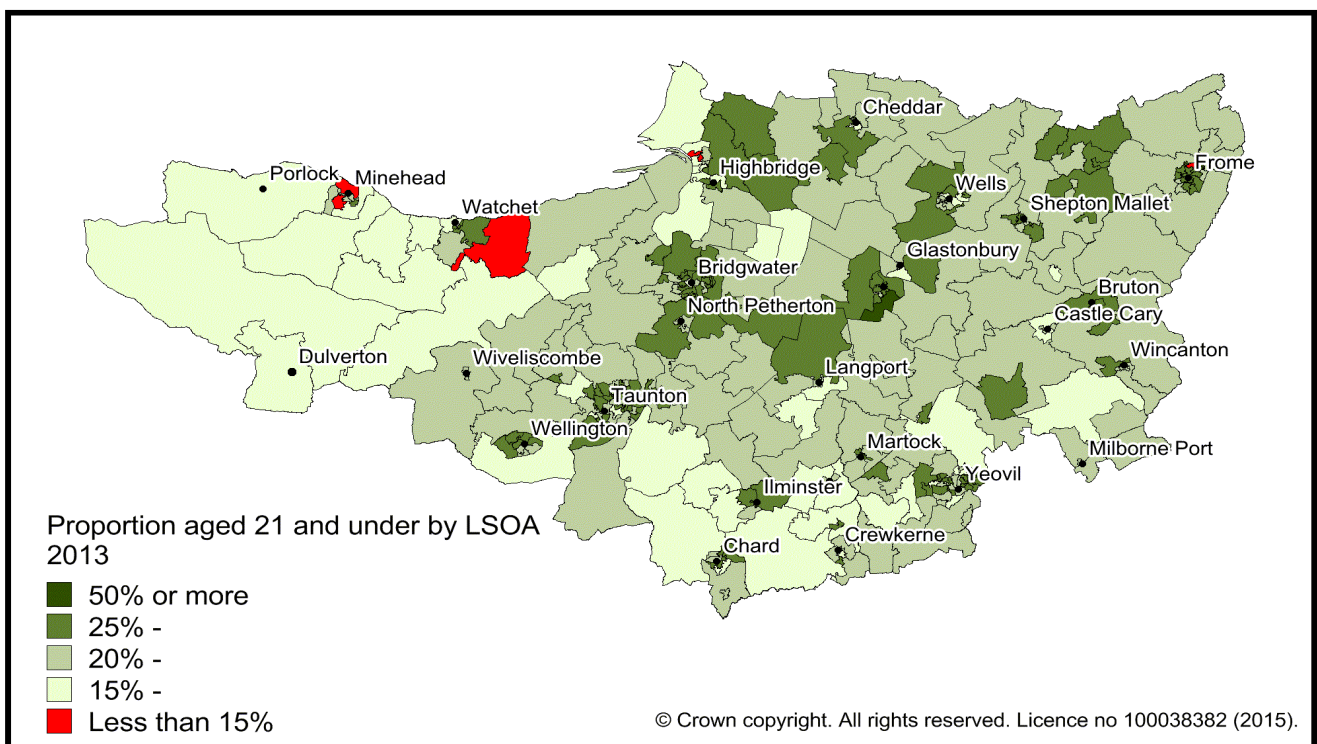 Cheddar
Frome
Porlock
Minehead
Highbridge
Wells
Watchet
Shepton Mallet
Glastonbury
Bridgwater
Bruton
North Petherton
Castle Cary
Dulverton
Wiveliscombe
Wincanton
Langport
Taunton
Wellington
Martock
Milborne Port
Yeovil
Ilminster
Crewkerne
Chard
Proportion aged 21 and under by LSOA
2013
50% or more
25% -
20% -
15% -
Less than 15%
© Crown copyright. All rights reserved. Licence no 100038382 (2015).